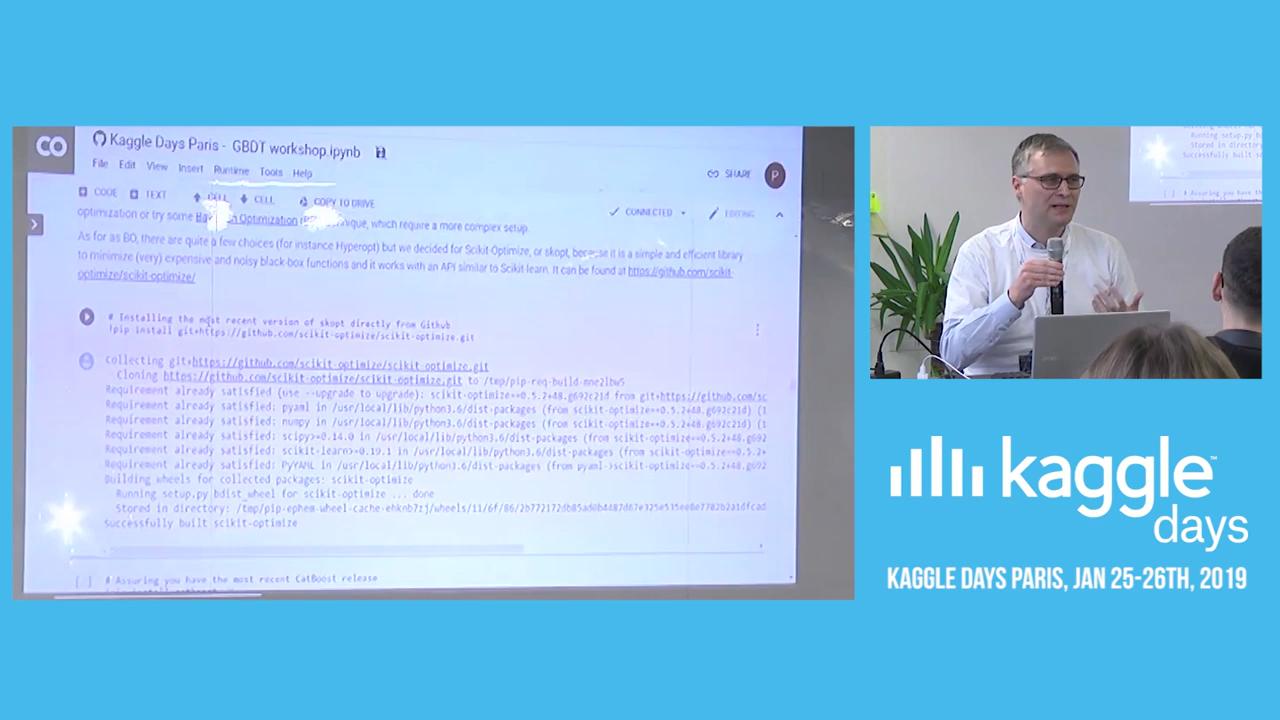 CO
Kaggle Days Paris - GBDT workshop.ipynb
File Edit View Insert Runtime Tools Help
SHARE
P
CODE TEXT CELL CELL COPY TO DRIVE
CONNECTED
EDITING
optimization or try some Optimization technique, which require a more complex setup.
As for as BO, there are quite a few choices (for instance Hyperopt) but we decided for Scikit-Optimize, or skopt, because it is a simple and efficient library
to minimize (very) expensive and noisy black-box functions and it works with an API similar to Scikit-learn. It can be found at https://github.com/scikit-
optimize/scikit-optimize/
# Installing the most recent version of skopt directly from Github
!pip install git+https://github.com/scikit-optimize/scikit-optimize.git
Collecting git+https://github.com/scikit-optimize/scikit-optimize.git
Cloning https://github.com/scikit-optimize/scikit-optimize.git to /tmp/pip-req-build-mne2lbw5
Requirement already satisfied (use --upgrade to upgrade): scikit-optimize==0.5.2+48.g692c21d from git+https://github.com/sc
Requirement already satisfied: pyaml in /usr/local/lib/python3.6/dist-packages (from scikit-optimize==0.5.2+48.g692c21d) (1
Requirement already satisfied: numpy in /usr/local/lib/python3.6/dist-packages (from scikit-optimize==0.5.2+48.g692c21d) (1
Requirement already satisfied: scipy>=0.14.0 in /usr/local/lib/python3.6/dist-packages (from scikit-optimize==0.5.2+48.g692
Requirement already satisfied: scikit-learn>=0.19.1 in /usr/local/lib/python3.6/dist-packages (from scikit-optimize==0.5.2+
Requirement already satisfied: PyYAML in /usr/local/lib/python3.6/dist-packages (from pyaml->scikit-optimize==0.5.2+48.g692
Building wheels for collected packages: scikit-optimize
Running setup.py bdist_wheel for scikit-optimize ... done
Stored in directory:
Successfully built scikit-optimize
[ ] # Assuring you have the most recent CatBoost release
Running setup.py b
Stored in directory
Successfully built s
[ ] # Assuring you have the
acer
kaggle
days
KAGGLE DAYS PARIS, JAN 25-26TH, 2019